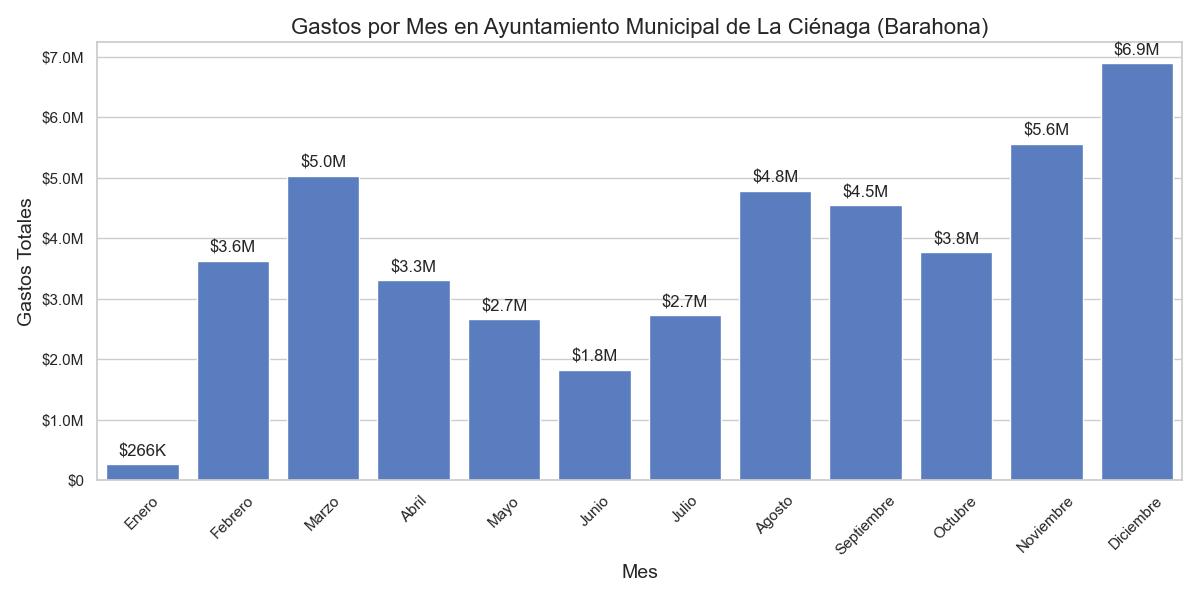 Gastos por Mes en Ayuntamiento Municipal de La Ciénaga (Barahona)
$7.0M
$6.0M
$5.0M
$4.0M
$3.0M
$2.0M
$1.0M
$0
Gastos Totales
$266K
$3.6M
$5.0M
$3.3M
$2.7M
$1.8M
$2.7M
$4.8M
$4.5M
$3.8M
$5.6M
$6.9M
Enero
Febrero
Marzo
Abril
Mayo
Junio
Julio
Agosto
Septiembre
Octubre
Noviembre
Diciembre
Mes